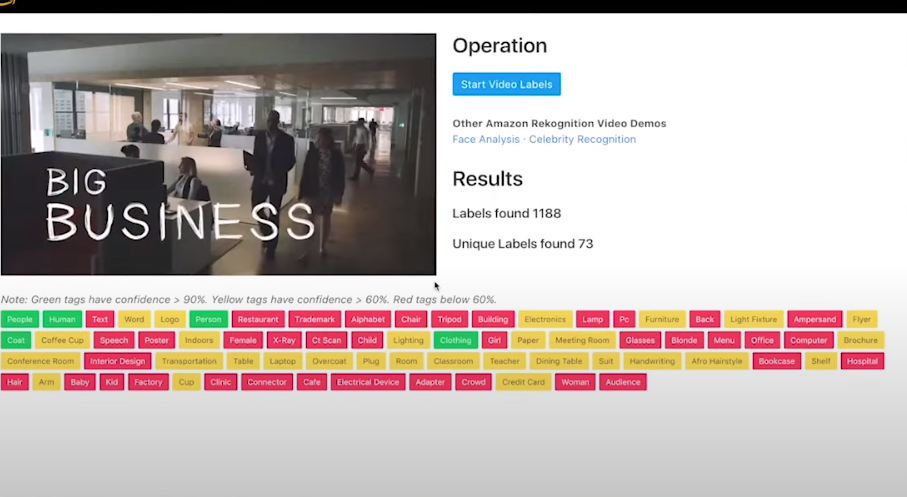 BIG
BUSINESS
Operation
Start Video Labels
Other Amazon Rekognition Video Demos
Face Analysis · Celebrity Recognition
Results
Labels found 1188
Unique Labels found 73
Note: Green tags have confidence > 90%. Yellow tags have confidence > 60%. Red tags below 60%.
People Human Text Word Logo Person Restaurant Trademark Alphabet Chair Tripod Building Electronics Lamp Pc Furniture Back Light Fixture Ampersand Flyer
Coat Coffee Cup Speech Poster Indoors Female X-Ray Ct Scan Child Lighting Clothing Girl Paper Meeting Room Glasses Blonde Menu Office Computer Brochure
Conference Room Interior Design Transportation Table Laptop Overcoat Plug Room Classroom Teacher Dining Table Suit Handwriting Afro Hairstyle Bookcase Shelf Hospital
Hair Arm Baby Kid Factory Cup Clinic Connector Cafe Electrical Device Adapter Crowd Credit Card Woman Audience